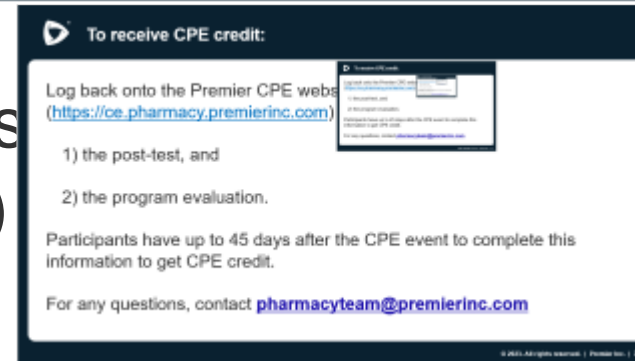 To receive CPE credit:
Log back onto the Premier CPE webs
(https://ce.pharmacy.premierinc.com)
1) the post-test, and
2) the program evaluation.
Participants have up to 45 days after the CPE event to complete this
information to get CPE credit.
For any questions, contact pharmacyteam@premierinc.com
s
)